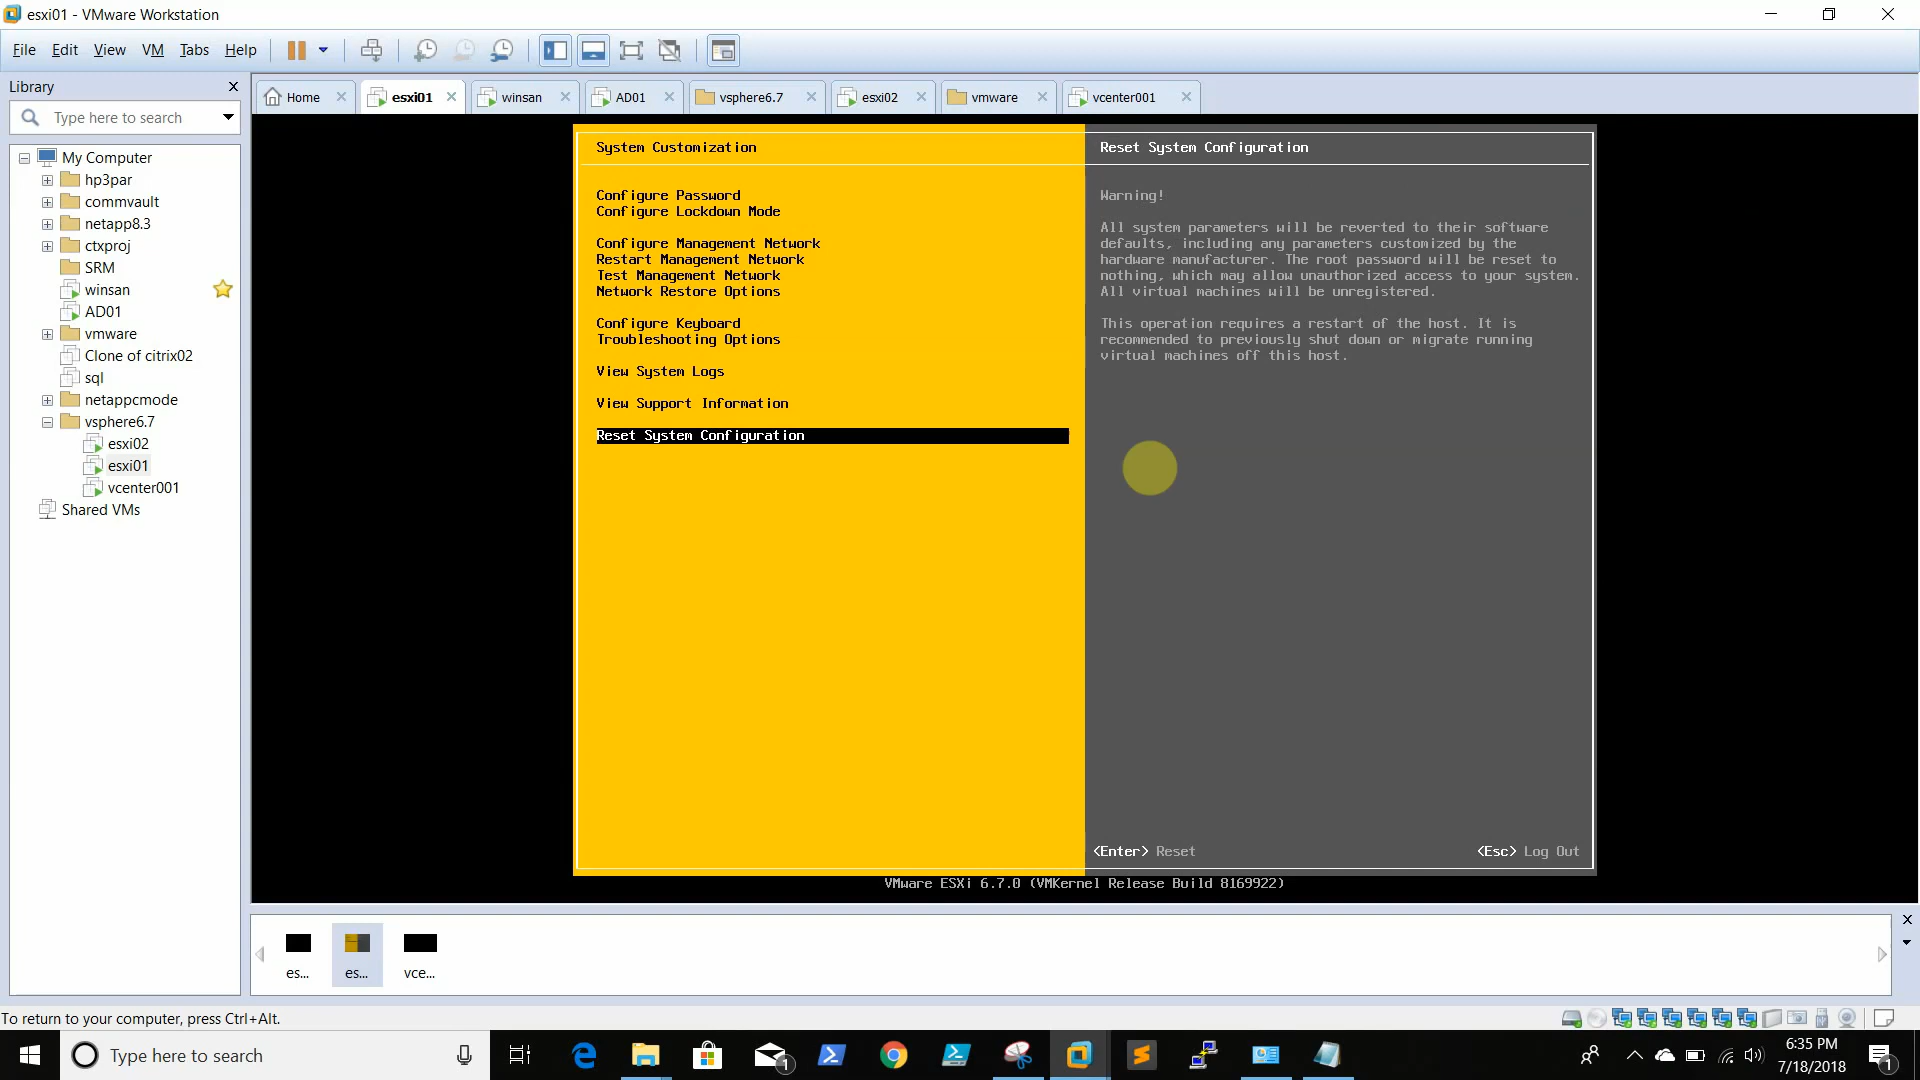 esxi01 - VMware Workstation
File Edit View VM Tabs Help
Library
Type here to search
My Computer
hp3par
commvault
netapp8.3
ctxproj
SRM
winsan
AD01
vmware
Clone of citrix02
sql
netappcmode
vsphere6.7
esxi02
esxi01
vcenter001
Shared VMs
Home esxi01 winsan AD01 vsphere6.7 esxi02 vmware vcenter001
System Customization
Configure Password
Configure Lockdown Mode
Configure Management Network
Restart Management Network
Test Management Network
Network Restore Options
Configure Keyboard
Troubleshooting Options
View System Logs
View Support Information
Reset System Configuration
Reset System Configuration
Warning!
All system parameters will be reverted to their software
defaults, including any parameters customized by the
hardware manufacturer. The root password will be reset to
nothing, which may allow unauthorized access to your system.
All virtual machines will be unregistered.
This operation requires a restart of the host. It is
recommended to previously shut down or migrate running
virtual machines off this host.
<Enter> Reset <Esc> Log Out
VMware ESXi 6.7.0 (VMKernel Release Build 8169922)
es... es... vce...
To return to your computer, press Ctrl+Alt.
Type here to search
1
6:35 PM
7/18/2018
1